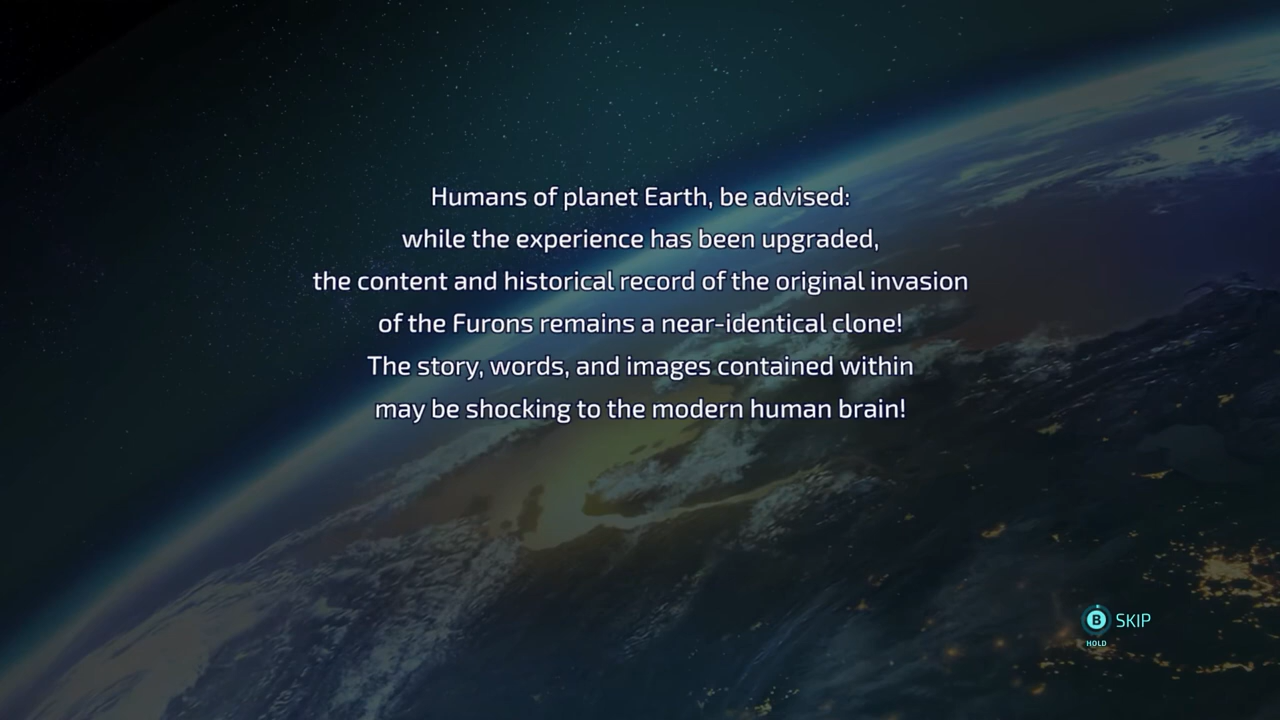 Humans of planet Earth, be advised:
while the experience has been upgraded,
the content and historical record of the original invasion
of the Furons remains a near-identical clone!
The story, words, and images contained within
may be shocking to the modern human brain!
B SKIP
HOLD